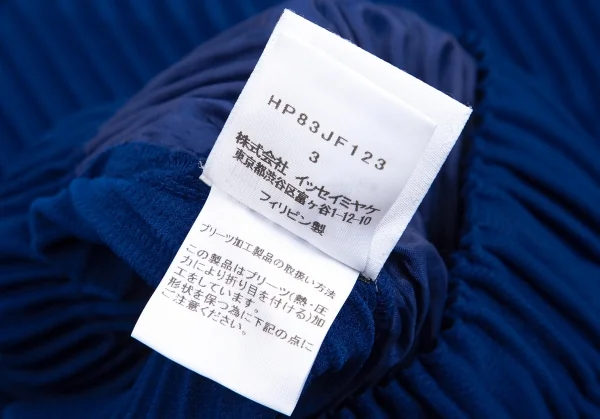 HP83JF123
3
株式会社 イッセイミヤケ
東京都渋谷区富ヶ谷1-12-10
フィリピン製
プリーツ加工製品の取扱い方法
この製品はプリーツ(熱・圧
力により折り目を付ける)加
工をしています。
形状を保つ為に下記の点に
ご注意ください。